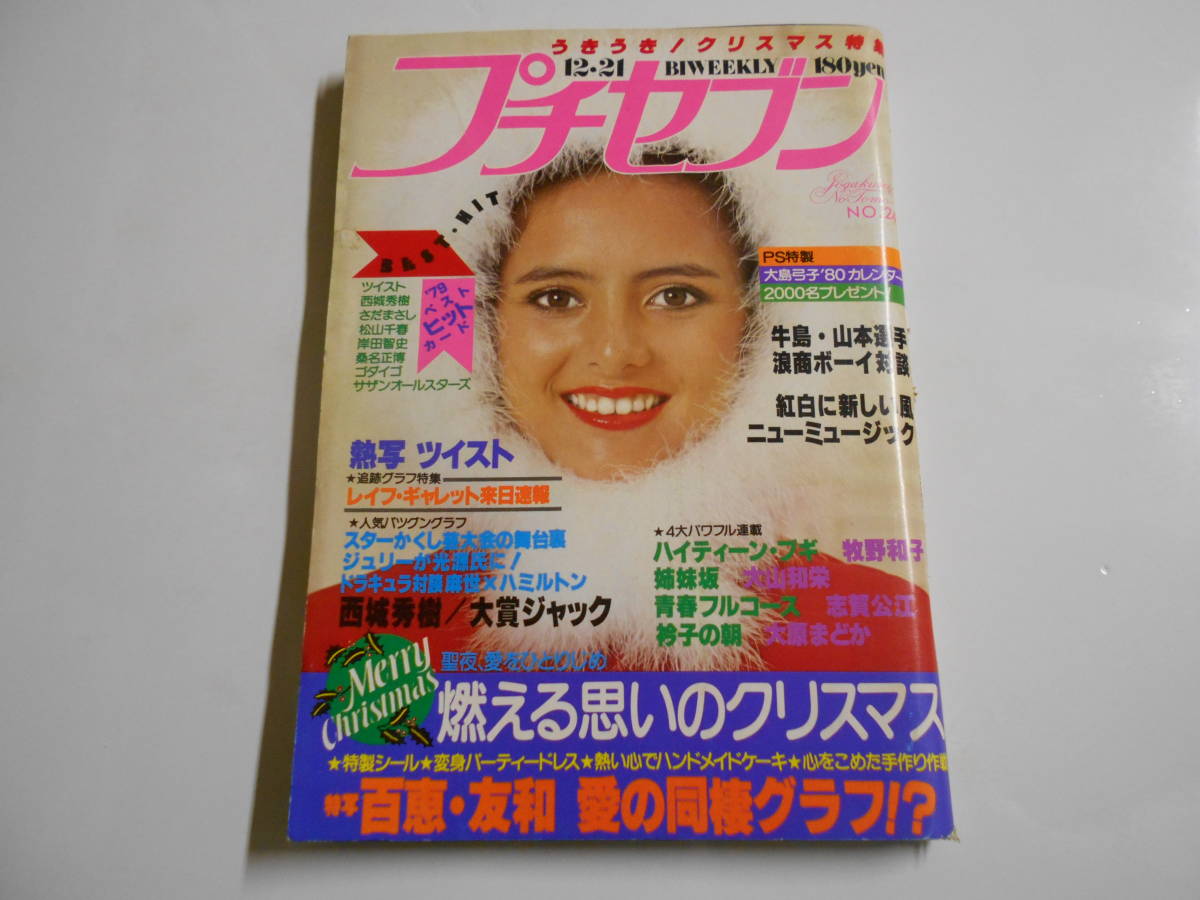 うきうき！クリスマス特集
12・21 BIWEEKLY 180yen
プチセブン
Jogakusei
No Tomo
NO.24
BEST・HIT
'79
ベスト
ヒット
カード
ツイスト
西城秀樹
さだまさし
松山千春
岸田智史
桑名正博
ゴダイゴ
サザンオールスターズ
PS特製
大島弓子'80カレンダー
2000名プレゼント！
牛島・山本選手
浪商ボーイ対談
紅白に新しい風
ニューミュージック
熱写 ツイスト
★追跡グラフ特集
レイフ・ギャレット来日速報
★人気バツグングラフ
スターかくし芸大会の舞台裏
ジュリーが光源氏に！
ドラキュラ対談 麻世×ハミルトン
西城秀樹／大賞ジャック
★4大パワフル連載
ハイティーン・ブギ 牧野和子
姉妹坂 大山和栄
青春フルコース 志賀公江
衿子の朝 大原まどか
Merry
Christmas
聖夜、愛をひとりじめ
燃える思いのクリスマス
★特製シール★変身パーティードレス★熱い心でハンドメイドケーキ★心をこめた手作り作戦
特写 百恵・友和 愛の同棲グラフ!?